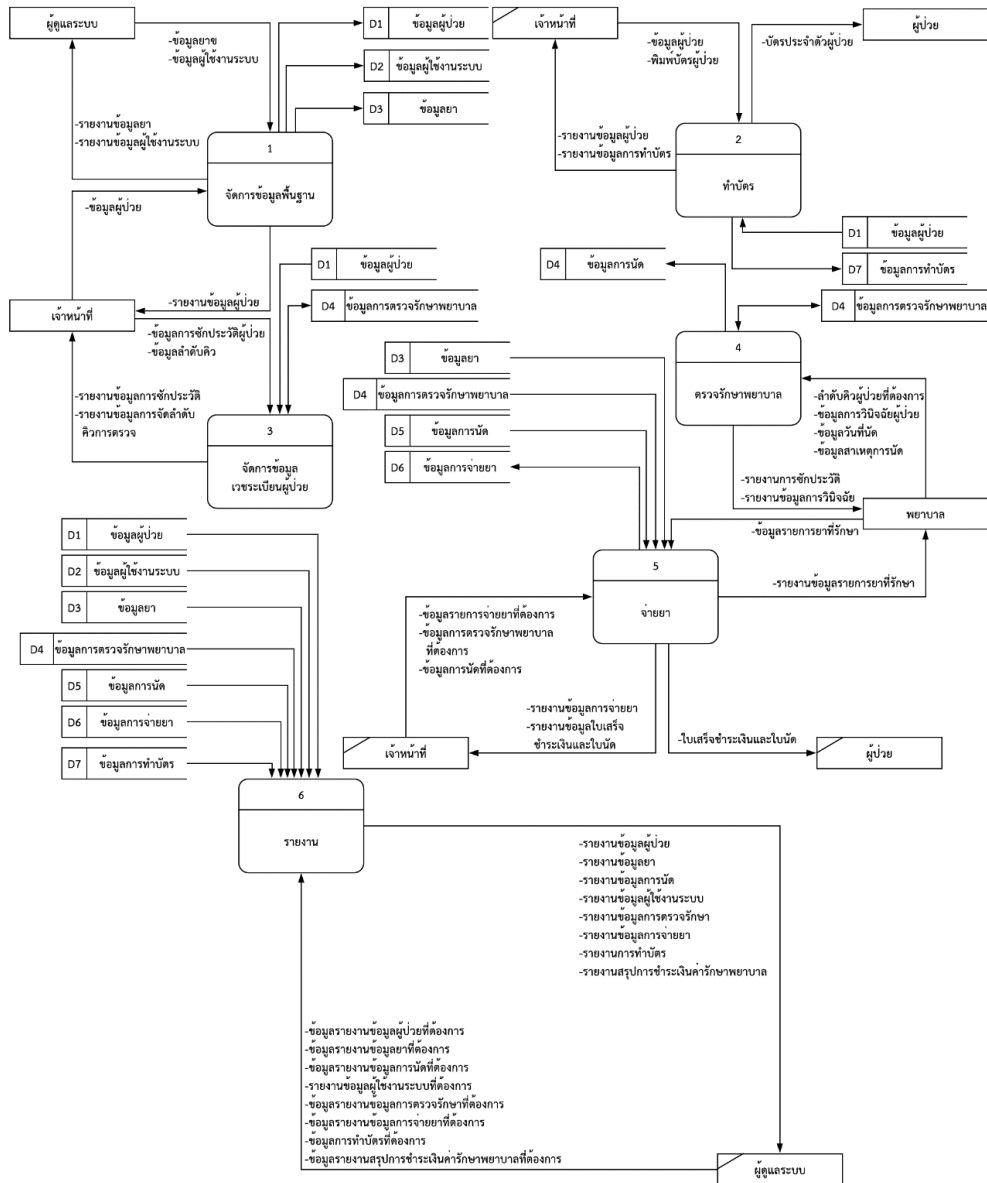 ผู้ดูแลระบบ
-ข้อมูลยาข
-ข้อมูลผู้ใช้งานระบบ
D1 ข้อมูลผู้ป่วย
D2 ข้อมูลผู้ใช้งานระบบ
D3 ข้อมูลยา
-รายงานข้อมูลยา
-รายงานข้อมูลผู้ใช้งานระบบ
1
จัดการข้อมูลพื้นฐาน
-ข้อมูลผู้ป่วย
เจ้าหน้าที่
-ข้อมูลผู้ป่วย
-พิมพ์บัตรผู้ป่วย
-บัตรประจำตัวผู้ป่วย
ผู้ป่วย
-รายงานข้อมูลผู้ป่วย
-รายงานข้อมูลการทำบัตร
2
ทำบัตร
D1 ข้อมูลผู้ป่วย
D7 ข้อมูลการทำบัตร
D1 ข้อมูลผู้ป่วย
D4 ข้อมูลการตรวจรักษาพยาบาล
-รายงานข้อมูลผู้ป่วย
เจ้าหน้าที่
-ข้อมูลการซักประวัติผู้ป่วย
-ข้อมูลลำดับคิว
-รายงานข้อมูลการซักประวัติ
-รายงานข้อมูลการจัดลำดับ
คิวการตรวจ
3
จัดการข้อมูล
เวชระเบียนผู้ป่วย
D4 ข้อมูลการนัด
D4 ข้อมูลการตรวจรักษาพยาบาล
4
ตรวจรักษาพยาบาล
-ลำดับคิวผู้ป่วยที่ต้องการ
-ข้อมูลการวินิจฉัยผู้ป่วย
-ข้อมูลวันที่นัด
-ข้อมูลสาเหตุการนัด
-รายงานการซักประวัติ
-รายงานข้อมูลการวินิจฉัย
พยาบาล
D3 ข้อมูลยา
D4 ข้อมูลการตรวจรักษาพยาบาล
D5 ข้อมูลการนัด
D6 ข้อมูลการจ่ายยา
-ข้อมูลรายการยาที่รักษา
5
จ่ายยา
-รายงานข้อมูลรายการยาที่รักษา
-ข้อมูลรายการจ่ายยาที่ต้องการ
-ข้อมูลการตรวจรักษาพยาบาล
ที่ต้องการ
-ข้อมูลการนัดที่ต้องการ
-รายงานข้อมูลการจ่ายยา
-รายงานข้อมูลใบเสร็จ
ชำระเงินและใบนัด
-ใบเสร็จชำระเงินและใบนัด
เจ้าหน้าที่
ผู้ป่วย
D1 ข้อมูลผู้ป่วย
D2 ข้อมูลผู้ใช้งานระบบ
D3 ข้อมูลยา
D4 ข้อมูลการตรวจรักษาพยาบาล
D5 ข้อมูลการนัด
D6 ข้อมูลการจ่ายยา
D7 ข้อมูลการทำบัตร
6
รายงาน
-รายงานข้อมูลผู้ป่วย
-รายงานข้อมูลยา
-รายงานข้อมูลการนัด
-รายงานข้อมูลผู้ใช้งานระบบ
-รายงานข้อมูลการตรวจรักษา
-รายงานข้อมูลการจ่ายยา
-รายงานการทำบัตร
-รายงานสรุปการชำระเงินค่ารักษาพยาบาล
-ข้อมูลรายงานข้อมูลผู้ป่วยที่ต้องการ
-ข้อมูลรายงานข้อมูลยาที่ต้องการ
-ข้อมูลรายงานข้อมูลการนัดที่ต้องการ
-รายงานข้อมูลผู้ใช้งานระบบที่ต้องการ
-ข้อมูลรายงานข้อมูลการตรวจรักษาที่ต้องการ
-ข้อมูลรายงานข้อมูลการจ่ายยาที่ต้องการ
-ข้อมูลการทำบัตรที่ต้องการ
-ข้อมูลรายงานสรุปการชำระเงินค่ารักษาพยาบาลที่ต้องการ
ผู้ดูแลระบบ